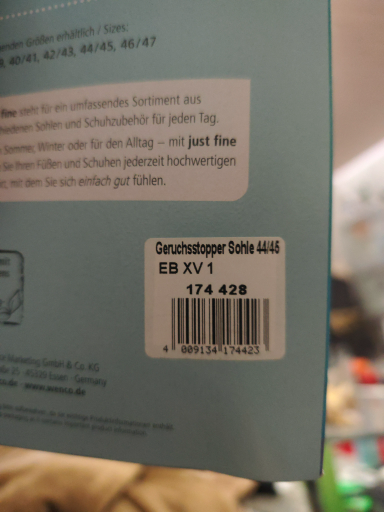 enden Größen erhältlich / Sizes:
40/41, 42/43, 44/45, 46/47
fine steht für ein umfassendes Sortiment aus
hiedenen Sohlen und Schuhzubehör für jeden Tag.
Sommer, Winter oder für den Alltag – mit just fine
Sie Ihren Füßen und Schuhen jederzeit hochwertigen
mit dem Sie sich einfach gut fühlen.
Geruchsstopper Sohle 44/45
EB XV 1
174 428
4 009134 174423
Marketing GmbH & Co. KG
45329 Essen · Germany
www.wenco.de